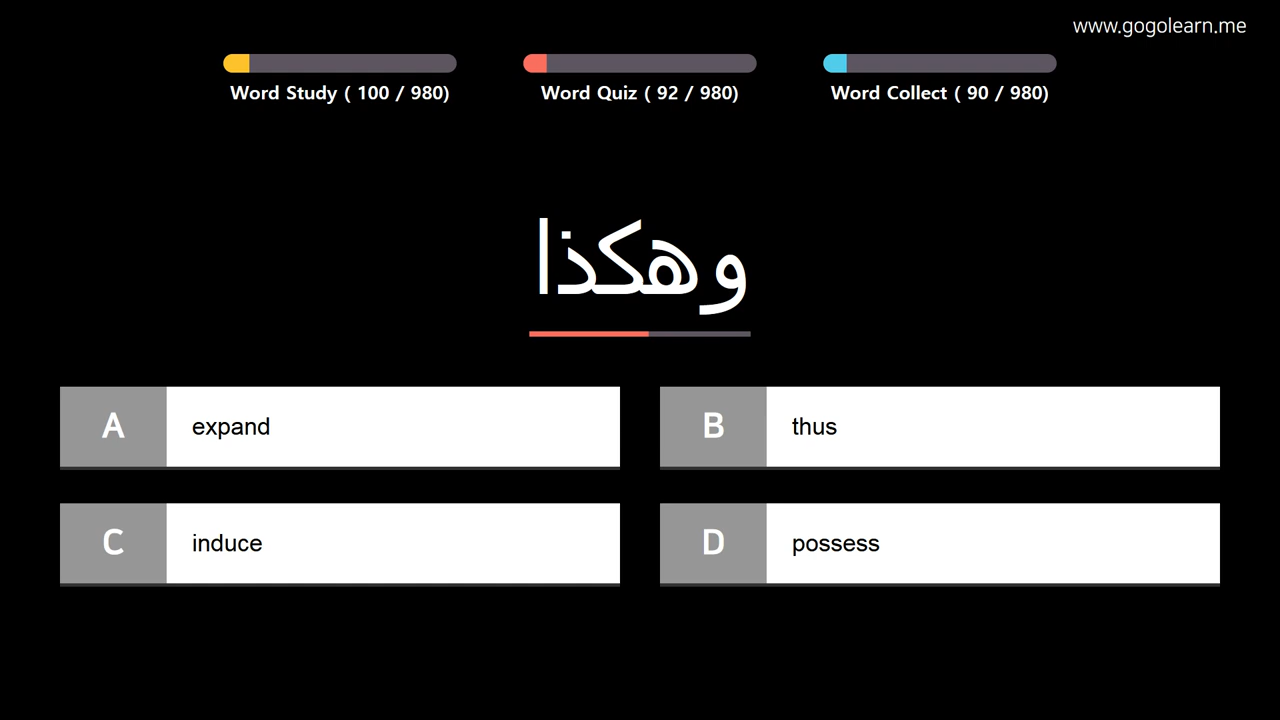 www.gogolearn.me
Word Study ( 100 / 980)
Word Quiz ( 92 / 980)
Word Collect ( 90 / 980)
وهكذا
A expand
B thus
C induce
D possess